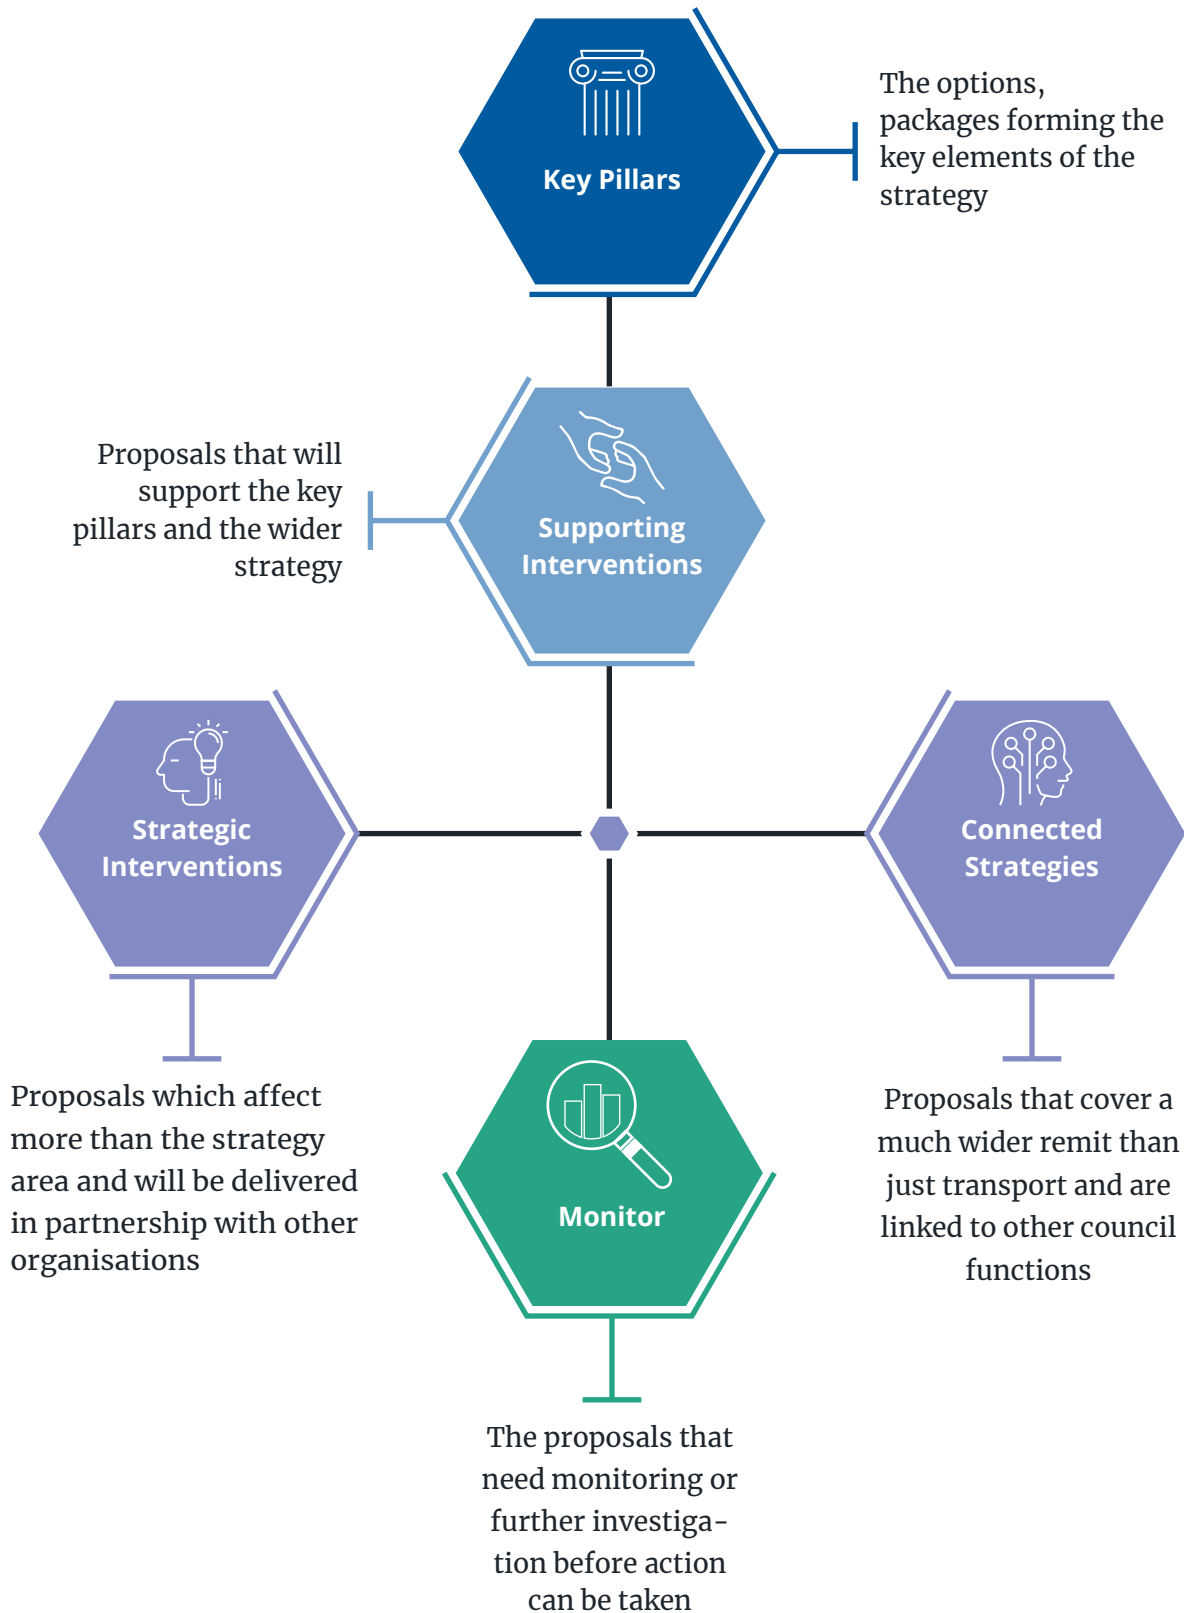 Key Pillars
The options,
packages forming the
key elements of the
strategy
Proposals that will
support the key
pillars and the wider
strategy
Supporting
Interventions
Strategic
Interventions
Connected
Strategies
Proposals which affect
more than the strategy
area and will be delivered
in partnership with other
organisations
Proposals that cover a
much wider remit than
just transport and are
linked to other council
functions
Monitor
The proposals that
need monitoring or
further investiga-
tion before action
can be taken